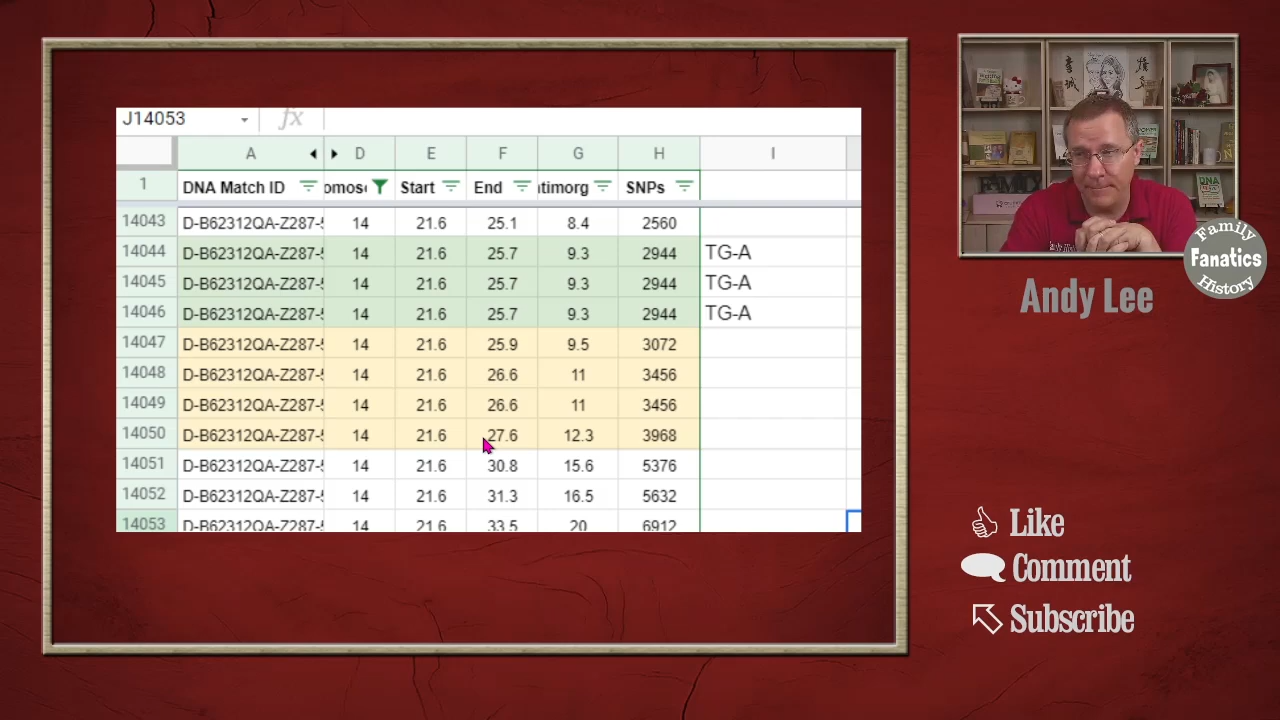 J14053 fx
A D E F G H I
1 DNA Match ID omos Start End timorg SNPs
14043 D-B62312QA-Z287- 14 21.6 25.1 8.4 2560
14044 D-B62312QA-Z287- 14 21.6 25.7 9.3 2944 TG-A
14045 D-B62312QA-Z287- 14 21.6 25.7 9.3 2944 TG-A
14046 D-B62312QA-Z287- 14 21.6 25.7 9.3 2944 TG-A
14047 D-B62312QA-Z287- 14 21.6 25.9 9.5 3072
14048 D-B62312QA-Z287- 14 21.6 26.6 11 3456
14049 D-B62312QA-Z287- 14 21.6 26.6 11 3456
14050 D-B62312QA-Z287- 14 21.6 27.6 12.3 3968
14051 D-B62312QA-Z287- 14 21.6 30.8 15.6 5376
14052 D-B62312QA-Z287- 14 21.6 31.3 16.5 5632
14053 D-B62312QA-Z287- 14 21.6 33.5 20 6912
DNA
Family
Fanatics
History
Andy Lee
Like
Comment
Subscribe